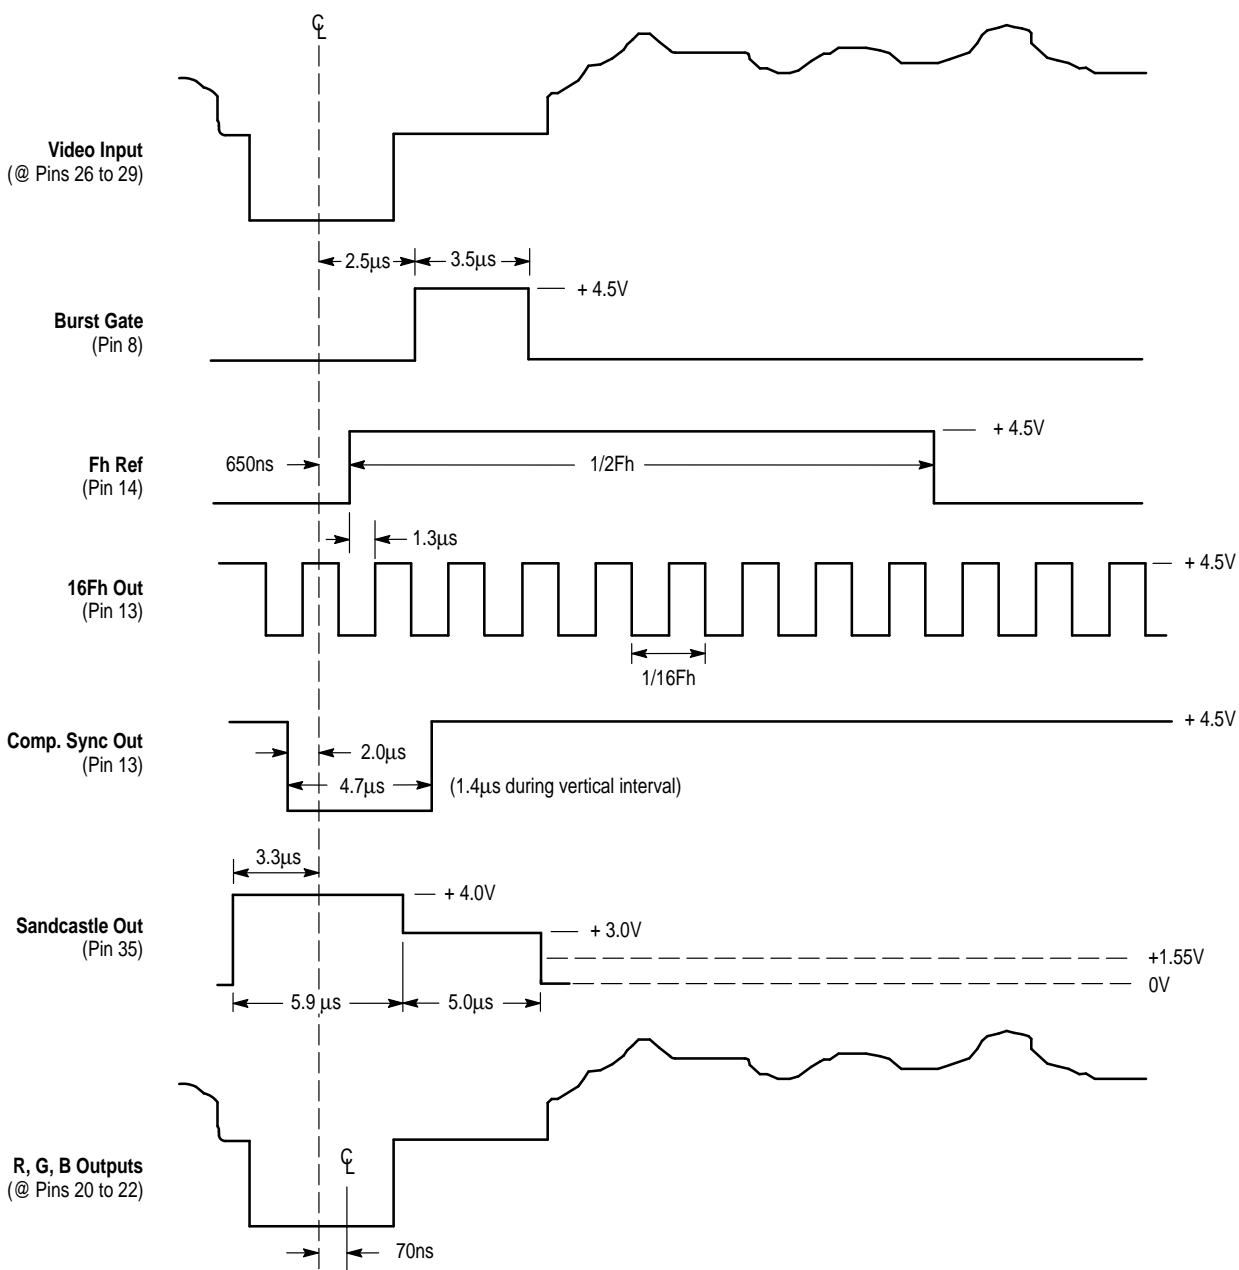 ℄
Video Input
(@ Pins 26 to 29)
2.5µs
3.5µs
+ 4.5V
Burst Gate
(Pin 8)
+ 4.5V
Fh Ref
(Pin 14)
650ns
1/2Fh
1.3µs
+ 4.5V
16Fh Out
(Pin 13)
1/16Fh
+ 4.5V
Comp. Sync Out
(Pin 13)
2.0µs
4.7µs
(1.4µs during vertical interval)
3.3µs
+ 4.0V
Sandcastle Out
(Pin 35)
+ 3.0V
+1.55V
0V
5.9 µs
5.0µs
R, G, B Outputs
(@ Pins 20 to 22)
℄
70ns